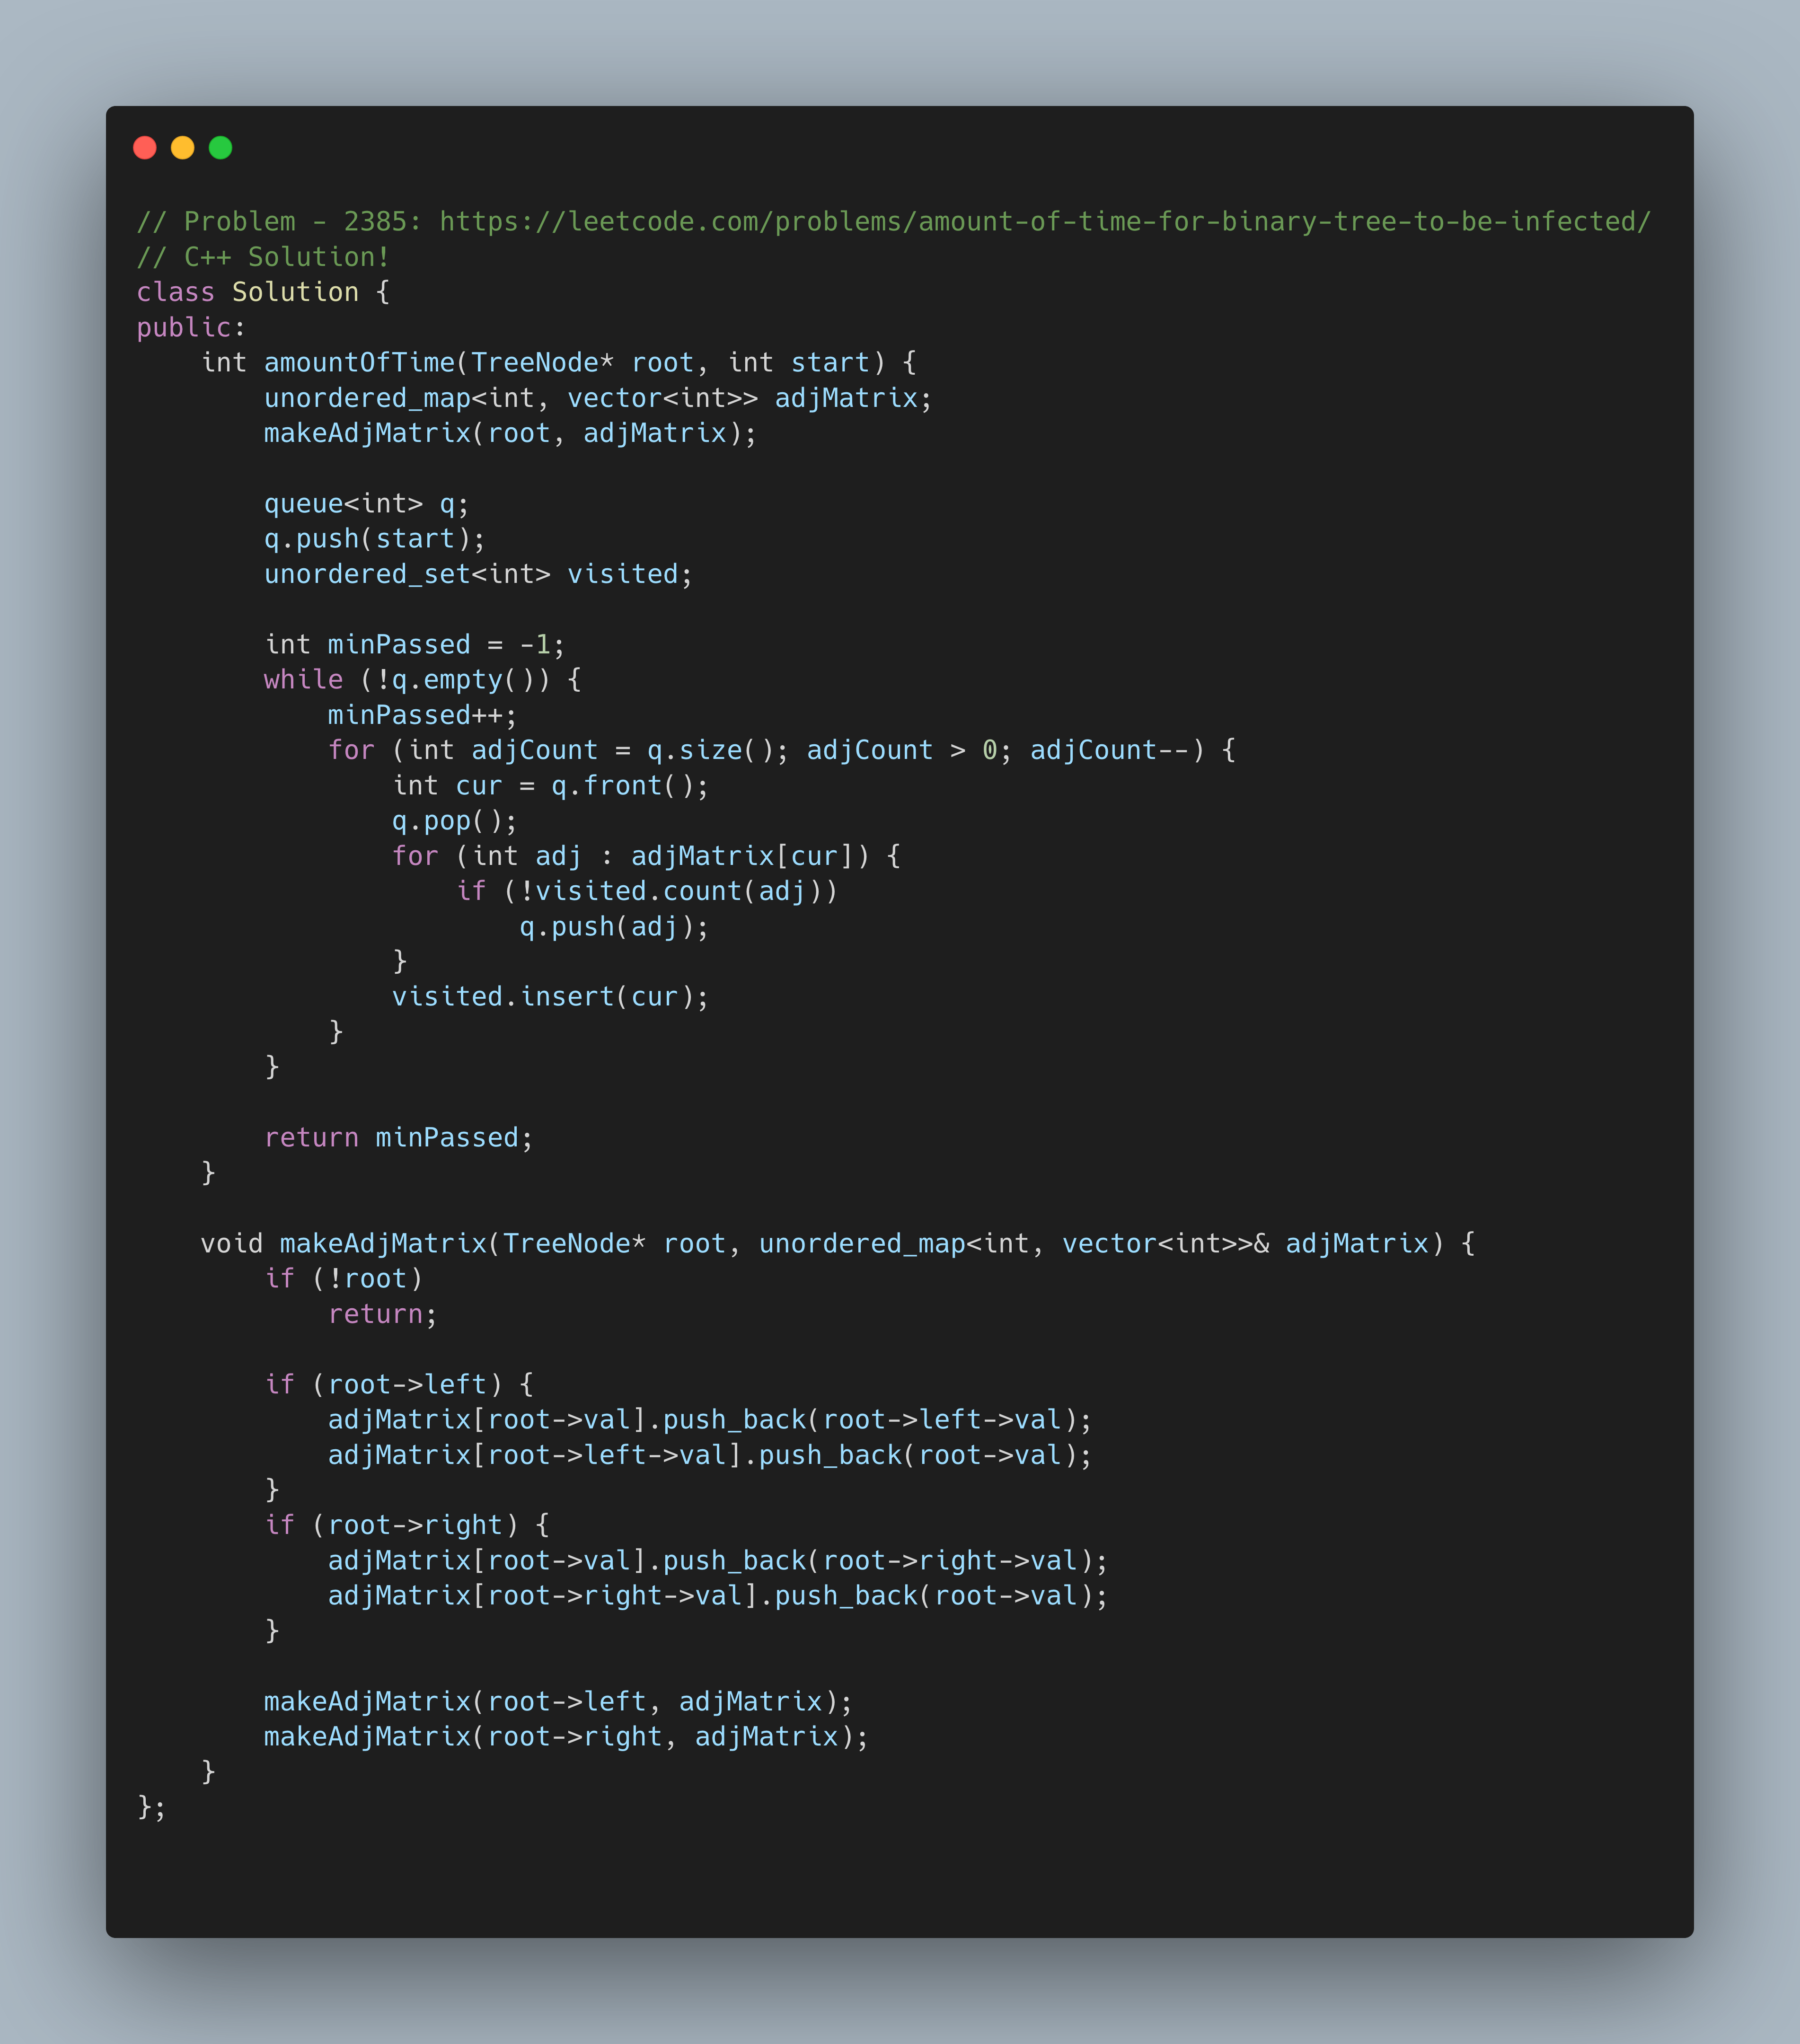 // Problem - 2385: https://leetcode.com/problems/amount-of-time-for-binary-tree-to-be-infected/
// C++ Solution!
class Solution {
public:
    int amountOfTime(TreeNode* root, int start) {
        unordered_map<int, vector<int>> adjMatrix;
        makeAdjMatrix(root, adjMatrix);

        queue<int> q;
        q.push(start);
        unordered_set<int> visited;

        int minPassed = -1;
        while (!q.empty()) {
            minPassed++;
            for (int adjCount = q.size(); adjCount > 0; adjCount--) {
                int cur = q.front();
                q.pop();
                for (int adj : adjMatrix[cur]) {
                    if (!visited.count(adj))
                        q.push(adj);
                }
                visited.insert(cur);
            }
        }

        return minPassed;
    }

    void makeAdjMatrix(TreeNode* root, unordered_map<int, vector<int>>& adjMatrix) {
        if (!root)
            return;

        if (root->left) {
            adjMatrix[root->val].push_back(root->left->val);
            adjMatrix[root->left->val].push_back(root->val);
        }
        if (root->right) {
            adjMatrix[root->val].push_back(root->right->val);
            adjMatrix[root->right->val].push_back(root->val);
        }

        makeAdjMatrix(root->left, adjMatrix);
        makeAdjMatrix(root->right, adjMatrix);
    }
};